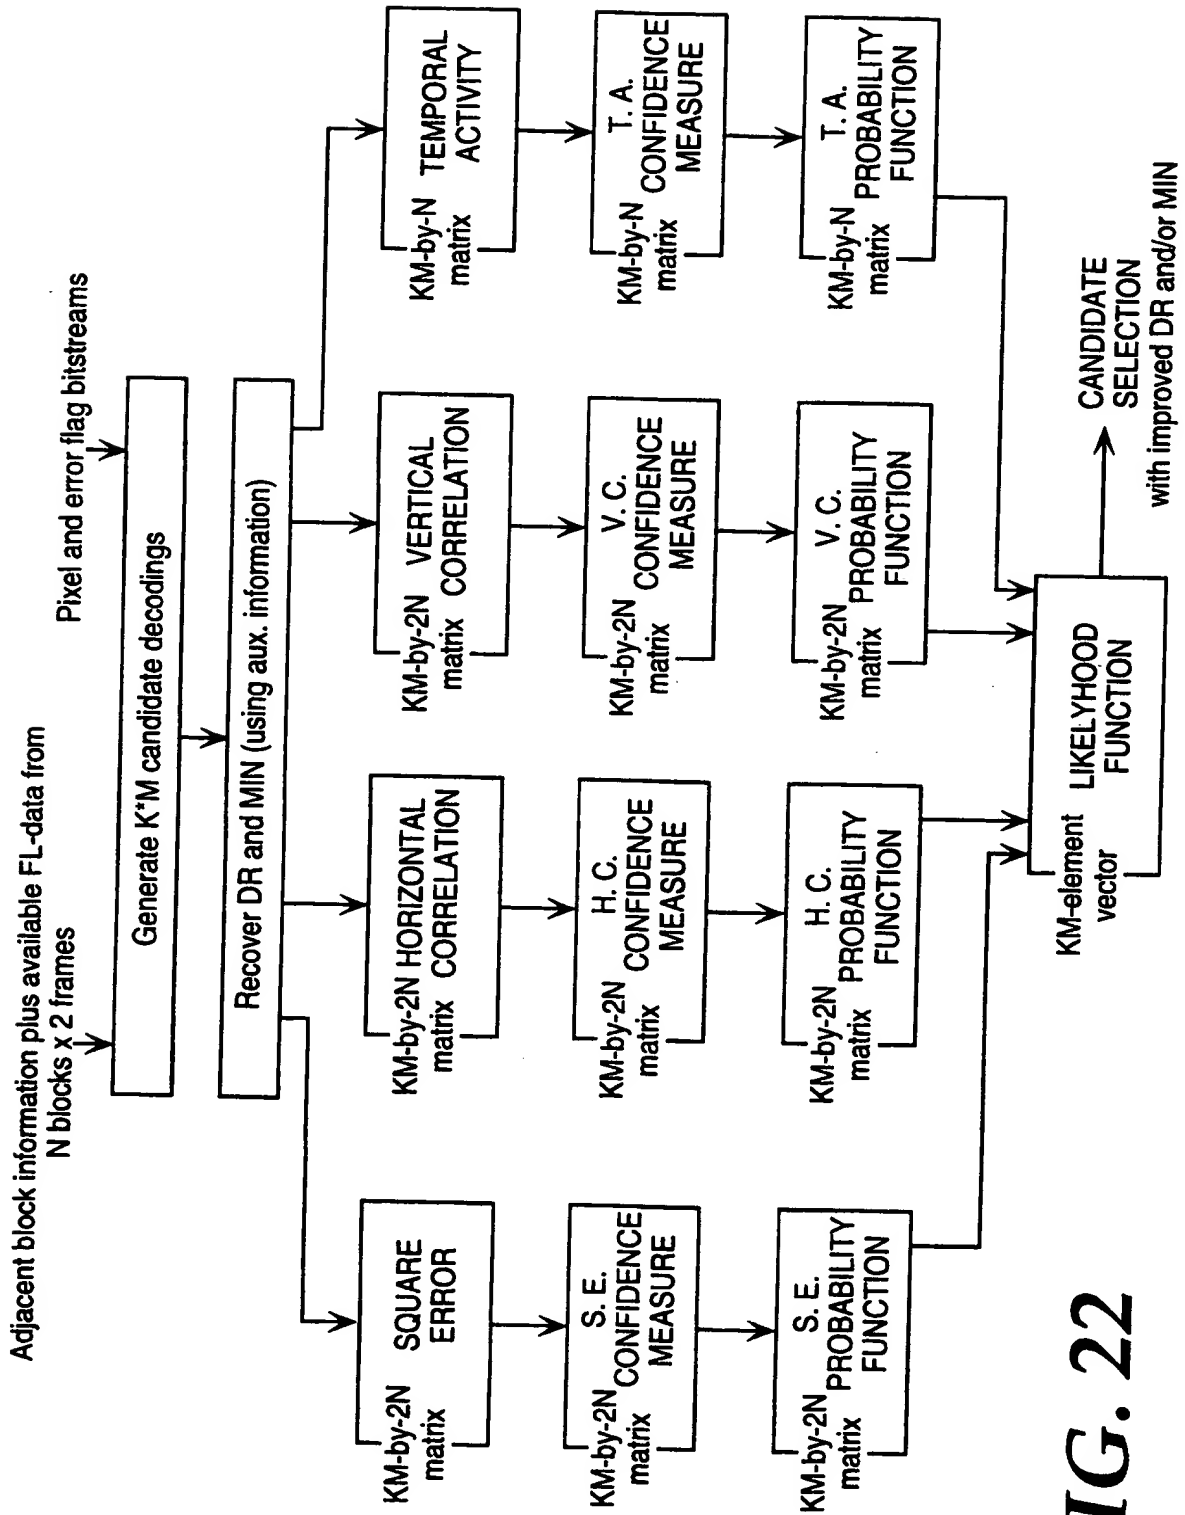 Adjacent block information plus available FL-data from
N blocks x 2 frames
Pixel and error flag bitstreams
Generate K*M candidate decodings
Recover DR and MIN (using aux. information)
KM-by-2N
matrix
SQUARE
ERROR
KM-by-2N
matrix
HORIZONTAL
CORRELATION
KM-by-2N
matrix
VERTICAL
CORRELATION
KM-by-N
matrix
TEMPORAL
ACTIVITY
KM-by-2N
matrix
S. E.
CONFIDENCE
MEASURE
KM-by-2N
matrix
H. C.
CONFIDENCE
MEASURE
KM-by-2N
matrix
V. C.
CONFIDENCE
MEASURE
KM-by-N
matrix
T. A.
CONFIDENCE
MEASURE
KM-by-2N
matrix
S. E.
PROBABILITY
FUNCTION
KM-by-2N
matrix
H. C.
PROBABILITY
FUNCTION
KM-by-2N
matrix
V. C.
PROBABILITY
FUNCTION
KM-by-N
matrix
T. A.
PROBABILITY
FUNCTION
KM-element
vector
LIKELYHOOD
FUNCTION
CANDIDATE
SELECTION
with improved DR and/or MIN
IG. 22